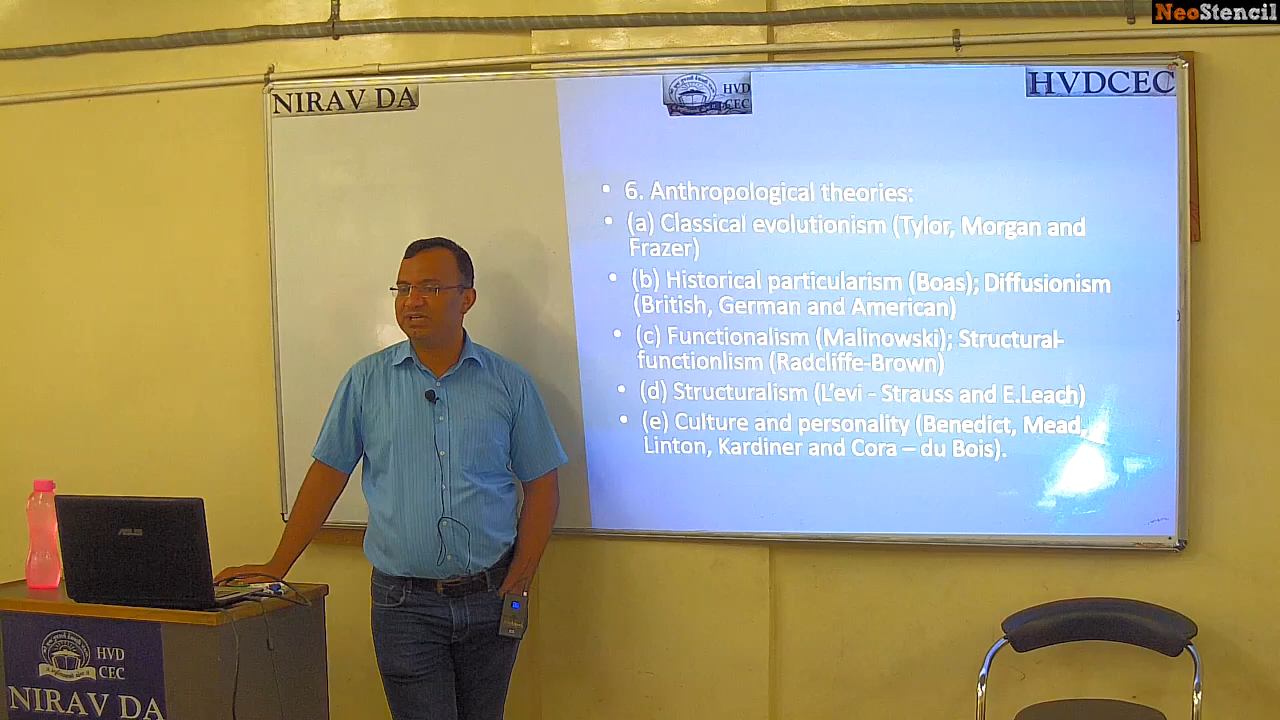 NeoStencil
NIRAV DA
HVD
CEC
HVDCEC
• 6. Anthropological theories:
• (a) Classical evolutionism (Tylor, Morgan and
Frazer)
• (b) Historical particularism (Boas); Diffusionism
(British, German and American)
• (c) Functionalism (Malinowski); Structural-
functionlism (Radcliffe-Brown)
• (d) Structuralism (L'evi - Strauss and E.Leach)
• (e) Culture and personality (Benedict, Mead,
Linton, Kardiner and Cora – du Bois).
ASUS
HVD
CEC
NIRAV DA